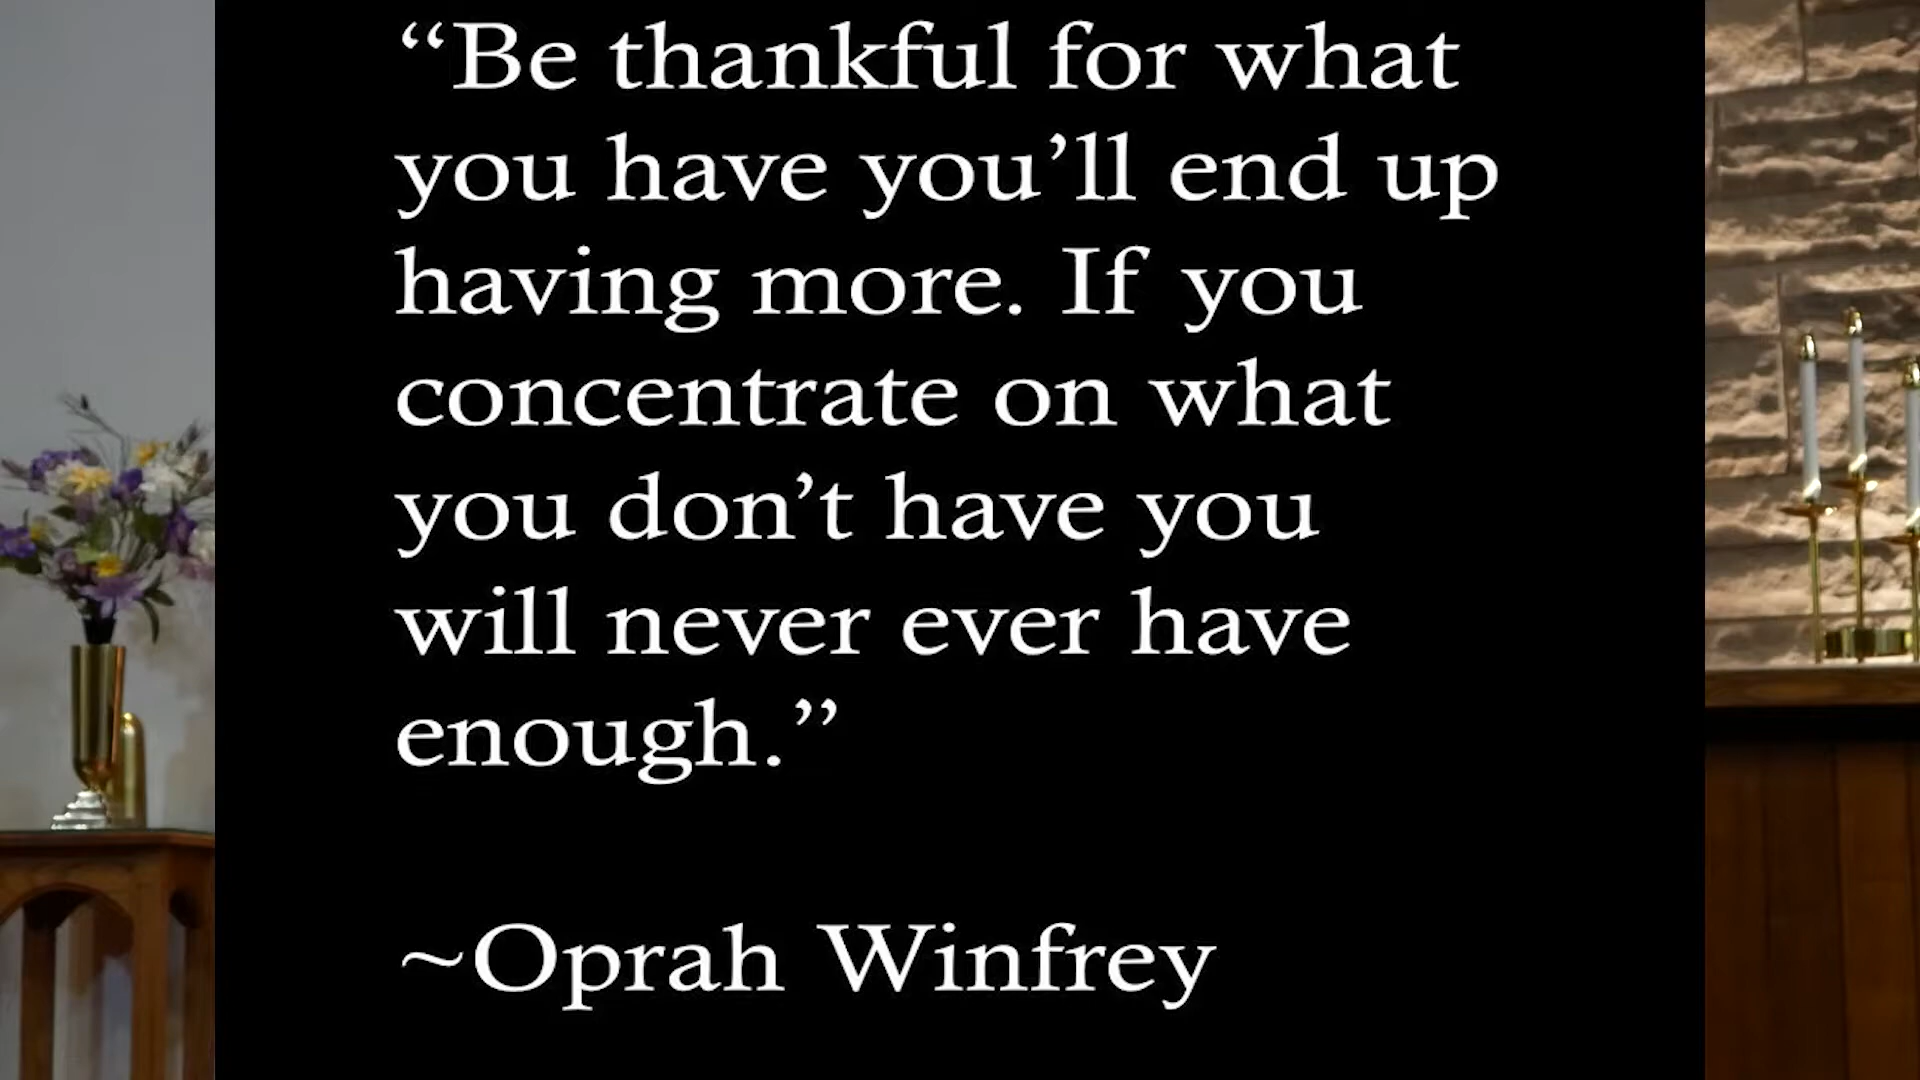 “Be thankful for what
you have you’ll end up
having more. If you
concentrate on what
you don’t have you
will never ever have
enough.”
~Oprah Winfrey